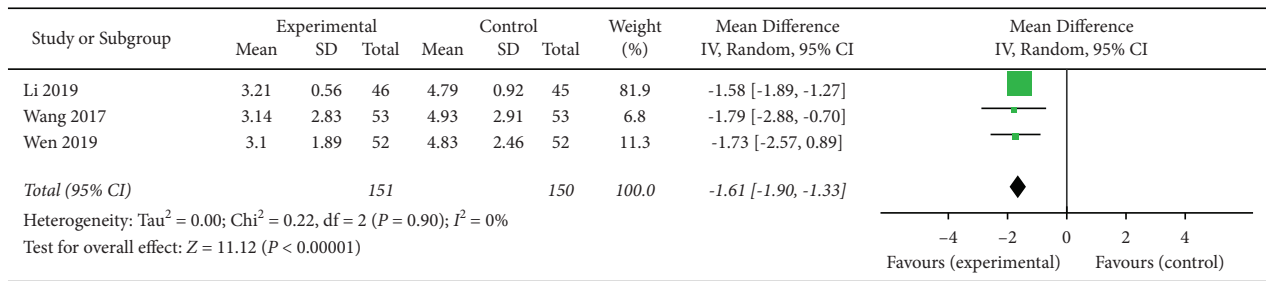 Study or Subgroup Experimental Control Weight Mean Difference Mean Difference
Mean SD Total Mean SD Total (%) IV, Random, 95% CI IV, Random, 95% CI
Li 2019 3.21 0.56 46 4.79 0.92 45 81.9 -1.58 [-1.89, -1.27]
Wang 2017 3.14 2.83 53 4.93 2.91 53 6.8 -1.79 [-2.88, -0.70]
Wen 2019 3.1 1.89 52 4.83 2.46 52 11.3 -1.73 [-2.57, 0.89]
Total (95% CI) 151 150 100.0 -1.61 [-1.90, -1.33]
Heterogeneity: Tau² = 0.00; Chi² = 0.22, df = 2 (P = 0.90); I² = 0%
Test for overall effect: Z = 11.12 (P < 0.00001)
–4 –2 0 2 4
Favours (experimental) Favours (control)